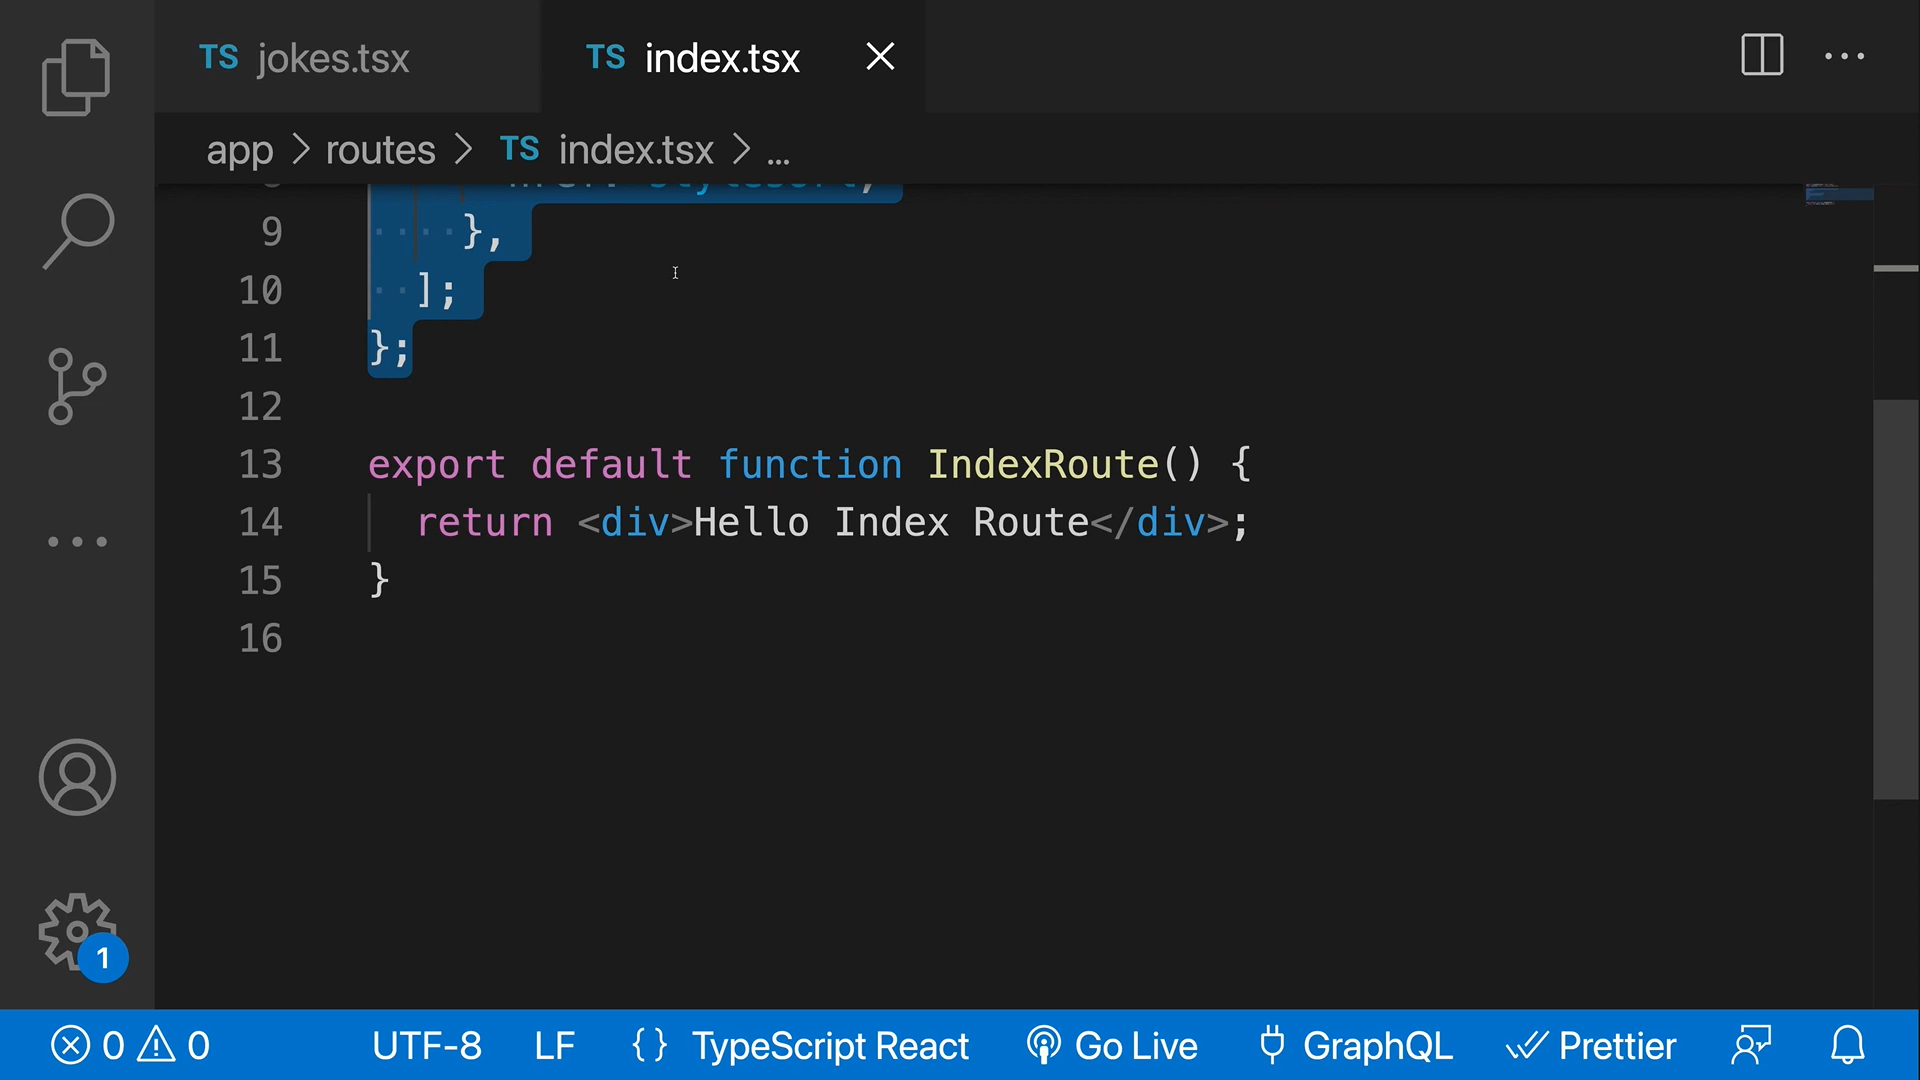 TS jokes.tsx
TS index.tsx
app > routes > TS index.tsx > ...
9 },
10 ];
11 };
12
13 export default function IndexRoute() {
14 return <div>Hello Index Route</div>;
15 }
16
1
0 0 UTF-8 LF {} TypeScript React Go Live GraphQL Prettier